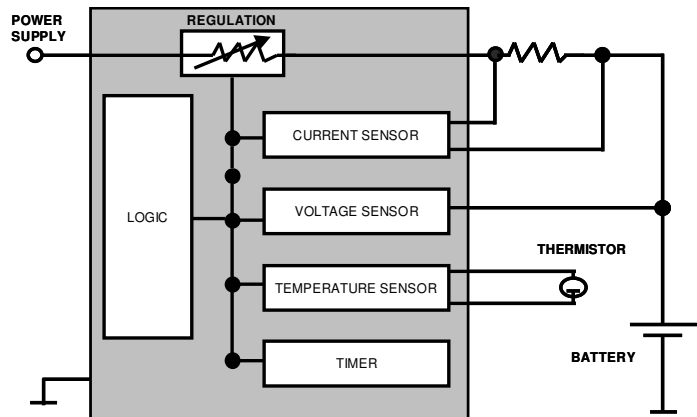 POWER
SUPPLY
REGULATION
CURRENT SENSOR
LOGIC
VOLTAGE SENSOR
THERMISTOR
TEMPERATURE SENSOR
BATTERY
TIMER